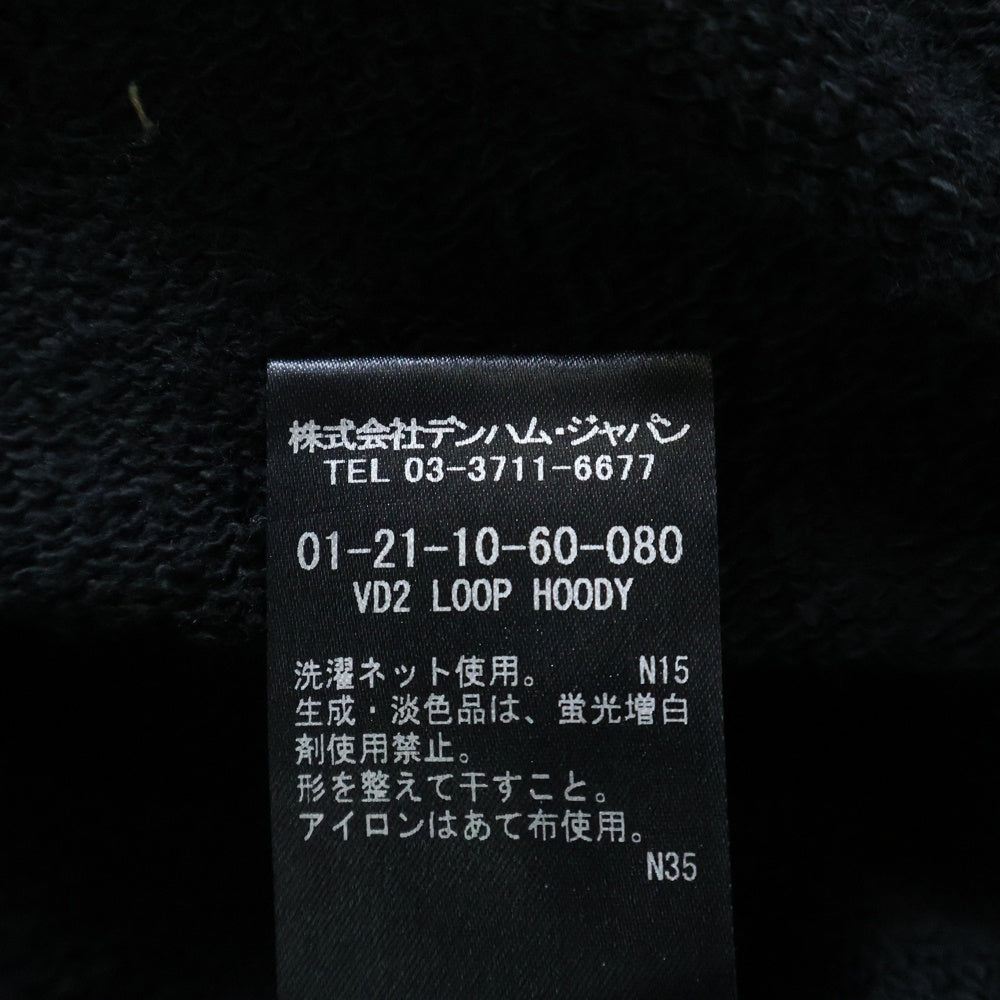 株式会社デンハム・ジャパン
TEL 03-3711-6677
01-21-10-60-080
VD2 LOOP HOODY
洗濯ネット使用。 N15
生成・淡色品は、蛍光増白
剤使用禁止。
形を整えて干すこと。
アイロンはあて布使用。
N35